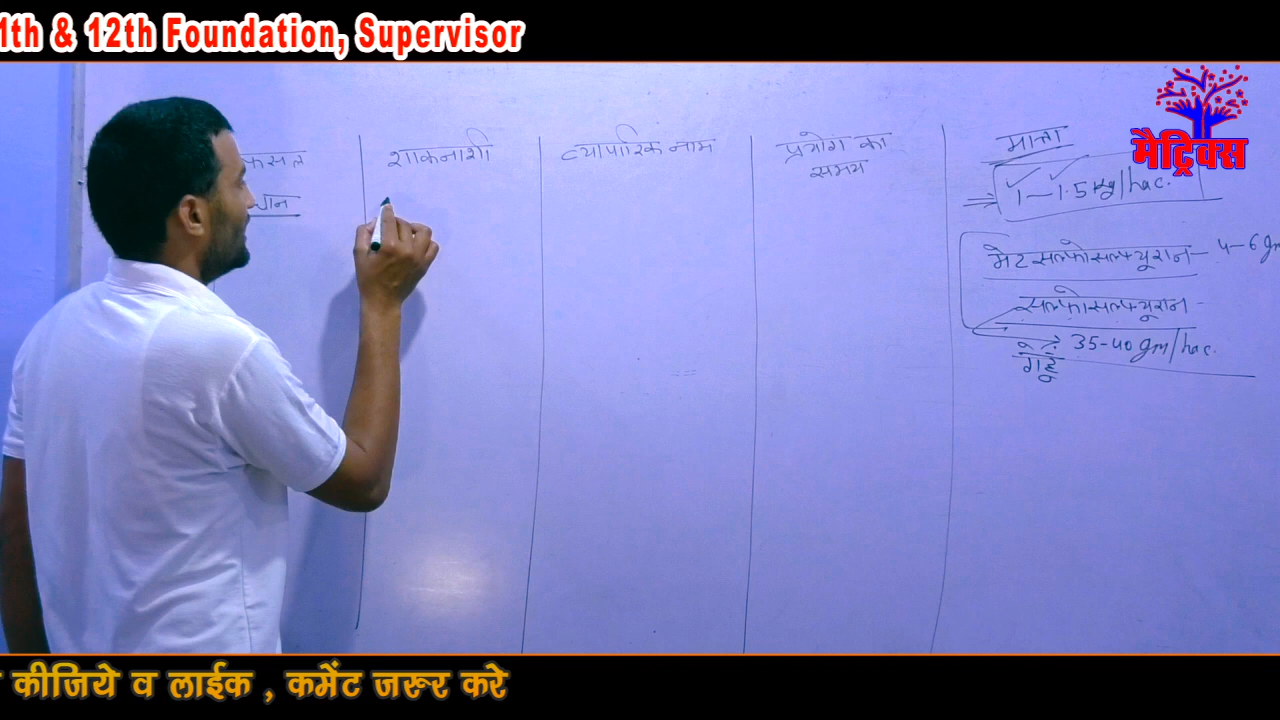 1th & 12th Foundation, Supervisor
मैट्रिक्स
फसल शाकनाशी व्यापारिक नाम प्रयोग का समय मात्रा
1-1.5 kg/hac.
मेटसल्फोसल्फ्यूरान - 4-6 gm
सल्फोसल्फ्यूरान -
35-40 gm/hac.
गेहूँ
कीजिये व लाईक , कमेंट जरूर करे